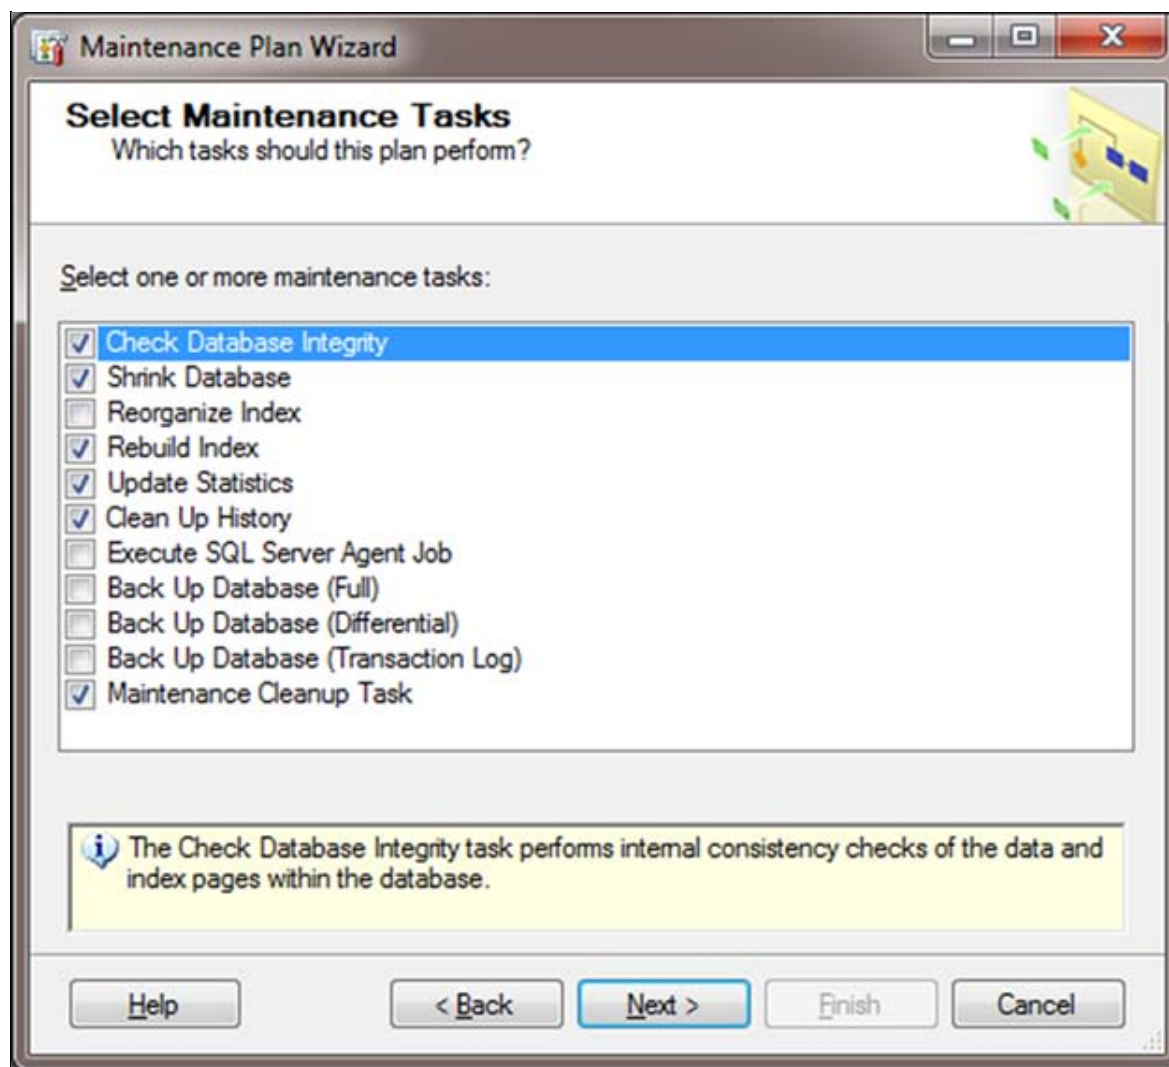 Maintenance Plan Wizard
Select Maintenance Tasks
Which tasks should this plan perform?
Select one or more maintenance tasks:
Check Database Integrity
Shrink Database
Reorganize Index
Rebuild Index
Update Statistics
Clean Up History
Execute SQL Server Agent Job
Back Up Database (Full)
Back Up Database (Differential)
Back Up Database (Transaction Log)
Maintenance Cleanup Task
The Check Database Integrity task performs internal consistency checks of the data and
index pages within the database.
Help < Back Next > Finish Cancel